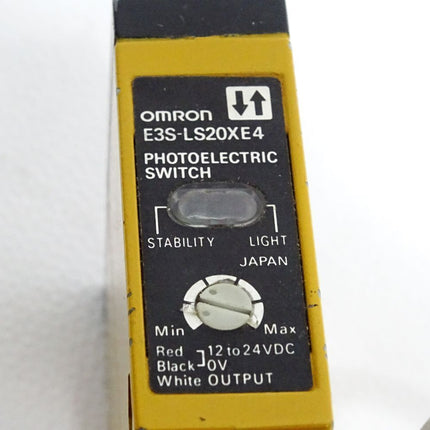 OMRON
E3S-LS20XE4
PHOTOELECTRIC
SWITCH
STABILITY LIGHT
JAPAN
Min Max
Red 12 to 24VDC
Black 0V
White OUTPUT